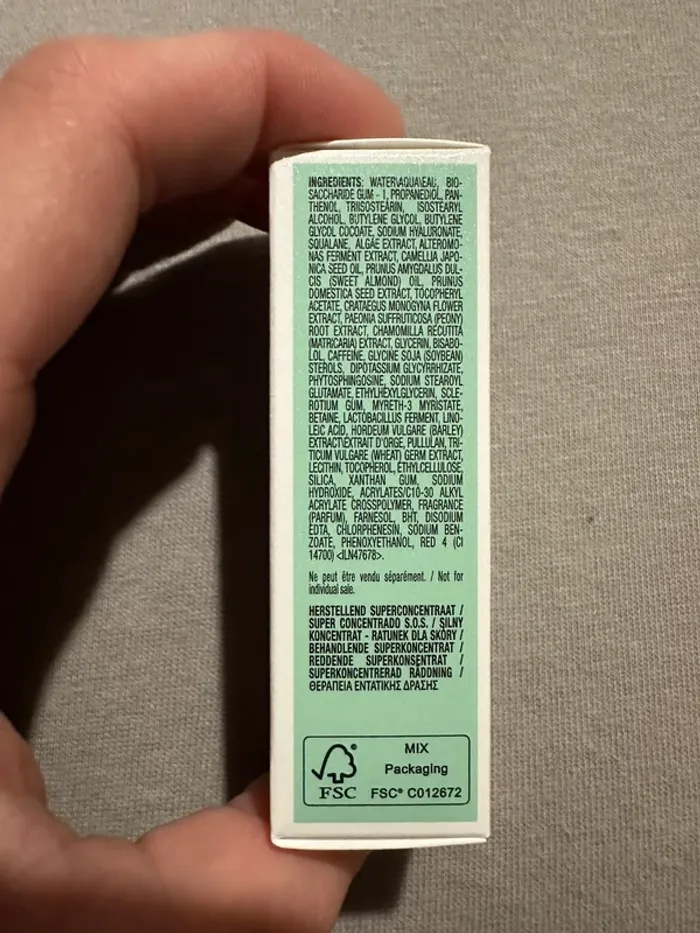 INGREDIENTS: WATER\AQUA\EAU, BIO-
SACCHARIDE GUM - 1, PROPANEDIOL, PAN-
THENOL, TRIISOSTEARIN, ISOSTEARYL
ALCOHOL, BUTYLENE GLYCOL, BUTYLENE
GLYCOL COCOATE, SODIUM HYALURONATE,
SQUALANE, ALGAE EXTRACT, ALTEROMO-
NAS FERMENT EXTRACT, CAMELLIA JAPO-
NICA SEED OIL, PRUNUS AMYGDALUS DUL-
CIS (SWEET ALMOND) OIL, PRUNUS
DOMESTICA SEED EXTRACT, TOCOPHERYL
ACETATE, CRATAEGUS MONOGYNA FLOWER
EXTRACT, PAEONIA SUFFRUTICOSA (PEONY)
ROOT EXTRACT, CHAMOMILLA RECUTITA
(MATRICARIA) EXTRACT, GLYCERIN, BISABO-
LOL, CAFFEINE, GLYCINE SOJA (SOYBEAN)
STEROLS, DIPOTASSIUM GLYCYRRHIZATE,
PHYTOSPHINGOSINE, SODIUM STEAROYL
GLUTAMATE, ETHYLHEXYLGLYCERIN, SCLE-
ROTIUM GUM, MYRETH-3 MYRISTATE,
BETAINE, LACTOBACILLUS FERMENT, LINO-
LEIC ACID, HORDEUM VULGARE (BARLEY)
EXTRACT\EXTRAIT D'ORGE, PULLULAN, TRI-
TICUM VULGARE (WHEAT) GERM EXTRACT,
LECITHIN, TOCOPHEROL, ETHYLCELLULOSE,
SILICA, XANTHAN GUM, SODIUM
HYDROXIDE, ACRYLATES/C10-30 ALKYL
ACRYLATE CROSSPOLYMER, FRAGRANCE
(PARFUM), FARNESOL, BHT, DISODIUM
EDTA, CHLORPHENESIN, SODIUM BEN-
ZOATE, PHENOXYETHANOL, RED 4 (CI
14700) <ILN47678>.
Ne peut être vendu séparément. / Not for
individual sale.
HERSTELLEND SUPERCONCENTRAAT /
SUPER CONCENTRADO S.O.S. / SILNY
KONCENTRAT - RATUNEK DLA SKÓRY /
BEHANDLENDE SUPERKONCENTRAT /
REDDENDE SUPERKONSENTRAT /
SUPERKONCENTRERAD RÄDDNING /
ΘΕΡΑΠΕΙΑ ΕΝΤΑΤΙΚΗΣ ΔΡΑΣΗΣ
FSC
MIX
Packaging
FSC® C012672